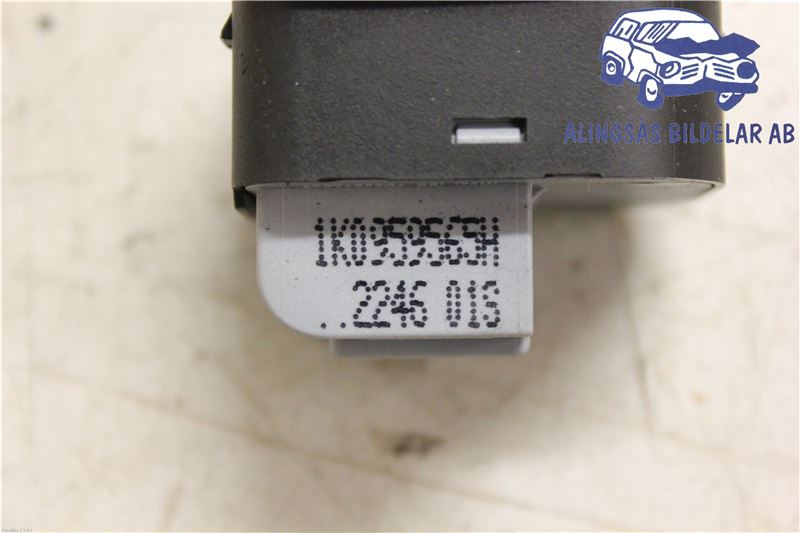 ALINGSÅS BILDELAR AB
1K0959565H
..2246 01S